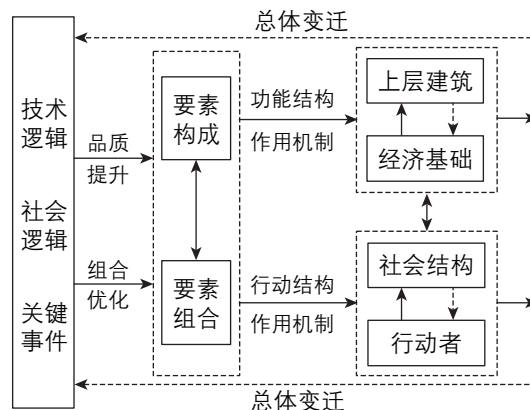 总体变迁
技术
逻辑
社会
逻辑
关键
事件
品质
提升
组合
优化
要素
构成
要素
组合
功能结构
作用机制
行动结构
作用机制
上层建筑
经济基础
社会结构
行动者
总体变迁